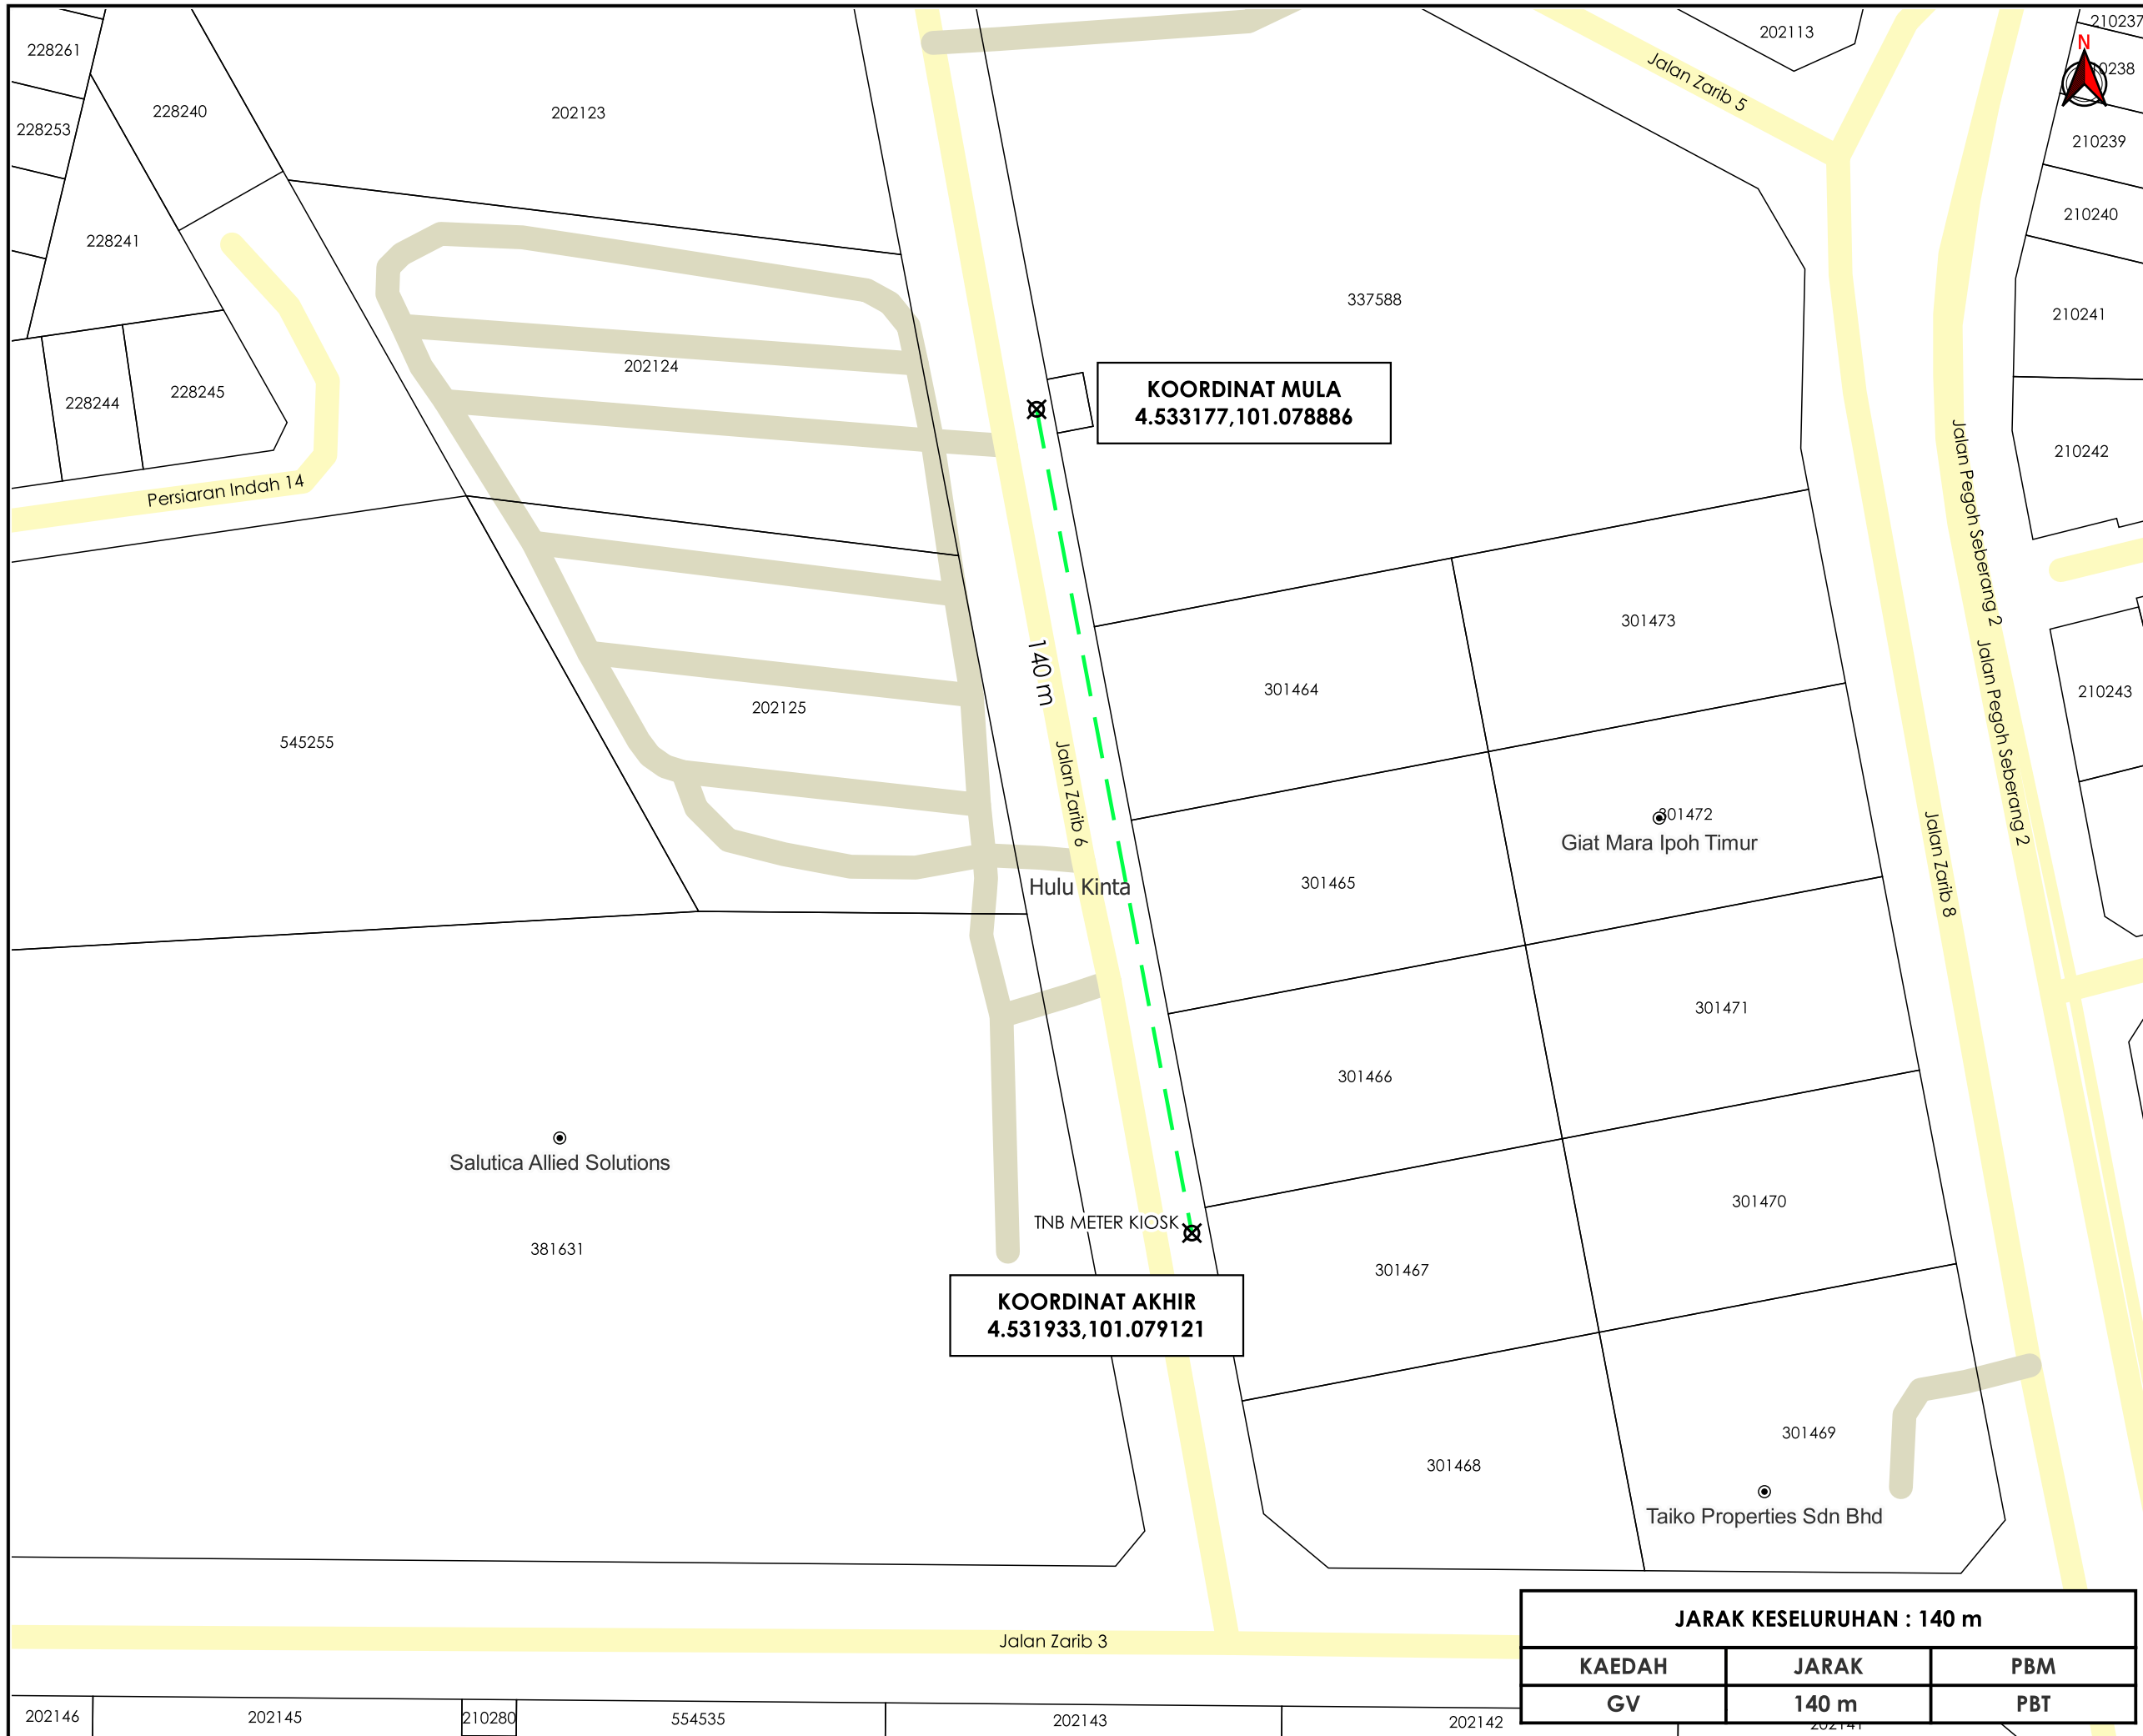 210237
202113
N
228261
0238
Jalan Zarib 5
228240
202123
228253
210239
210240
228241
337588
210241
202124
KOORDINAT MULA
4.533177,101.078886
228244
228245
210242
Persiaran Indah 14
Jalan Pegoh Seberang 2
301473
140 m
301464
210243
202125
545255
Jalan Pegoh Seberang 2
Jalan Zarib 6
301472
Giat Mara Ipoh Timur
Jalan Zarib 8
Hulu Kinta
301465
301471
301466
Salutica Allied Solutions
301470
TNB METER KIOSK
381631
301467
KOORDINAT AKHIR
4.531933,101.079121
301469
301468
Taiko Properties Sdn Bhd
JARAK KESELURUHAN : 140 m
Jalan Zarib 3
KAEDAH JARAK PBM
GV 140 m PBT
202146
202145
210280
554535
202143
202142
202141